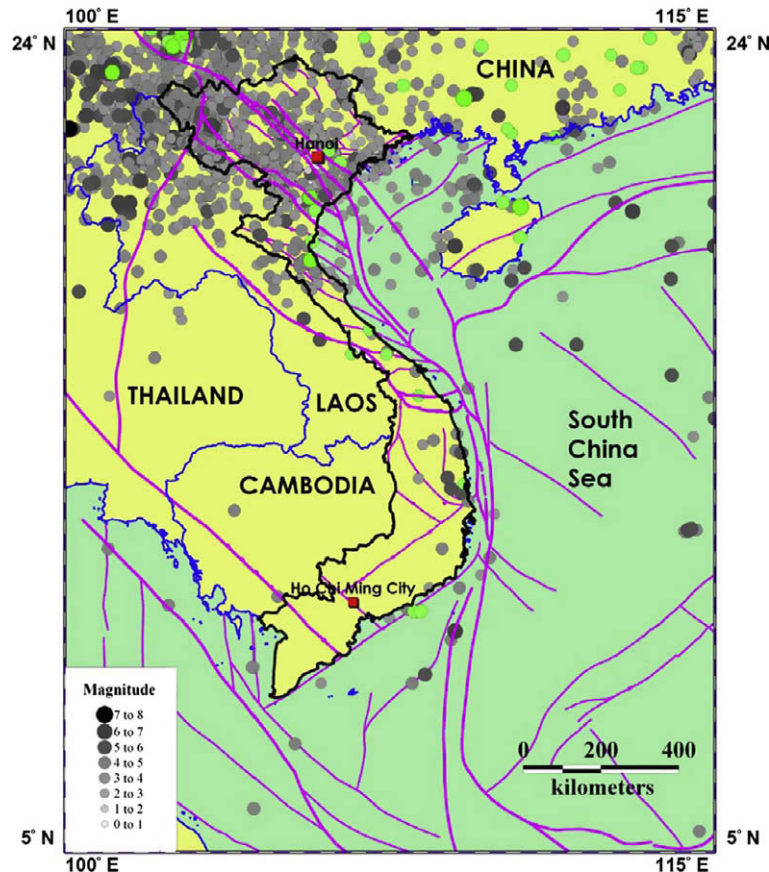 100° E
115° E
24° N
24° N
CHINA
Hanoi
THAILAND
LAOS
South
China
Sea
CAMBODIA
Ho Chi Ming City
Magnitude
7 to 8
6 to 7
5 to 6
4 to 5
3 to 4
2 to 3
1 to 2
0 to 1
0 200 400
kilometers
5° N
5° N
100° E
115° E